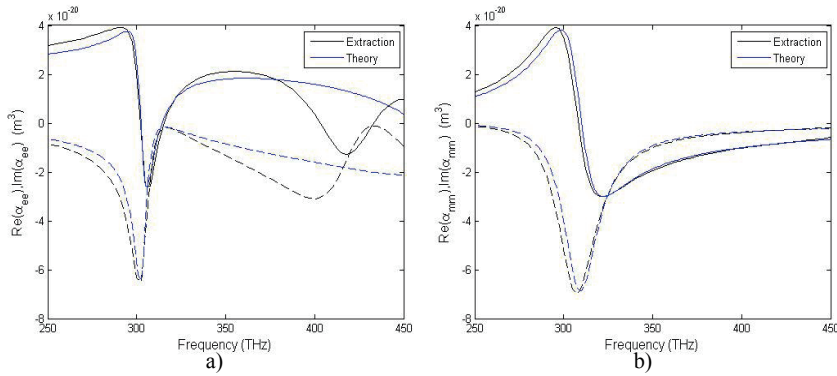 x 10⁻²⁰
Extraction
Theory
4
2
0
-2
-4
-6
-8
250
300
350
400
450
Re(α_ee),Im(α_ee) (m³)
Frequency (THz)
a)
x 10⁻²⁰
Extraction
Theory
4
2
0
-2
-4
-6
-8
250
300
350
400
450
Re(α_mm),Im(α_mm) (m³)
Frequency (THz)
b)